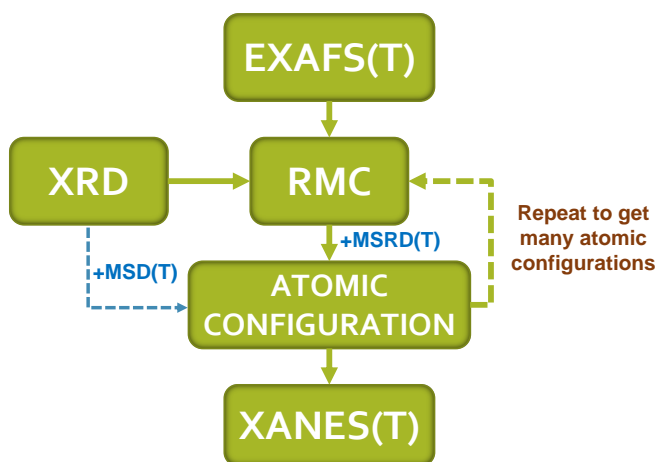 EXAFS(T)
XRD
RMC
+MSRD(T)
+MSD(T)
Repeat to get
many atomic
configurations
ATOMIC
CONFIGURATION
XANES(T)